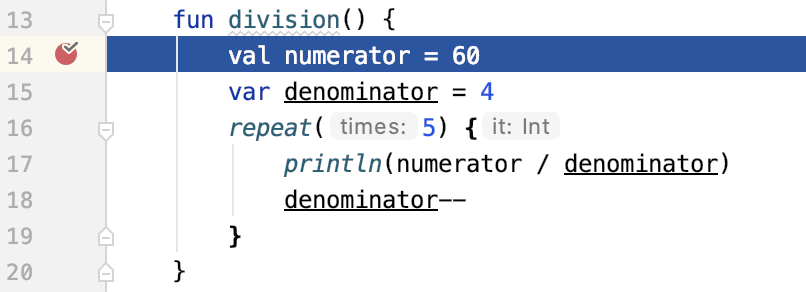 13 fun division() {
14 val numerator = 60
15 var denominator = 4
16 repeat( times: 5) { it: Int
17 println(numerator / denominator)
18 denominator--
19 }
20 }